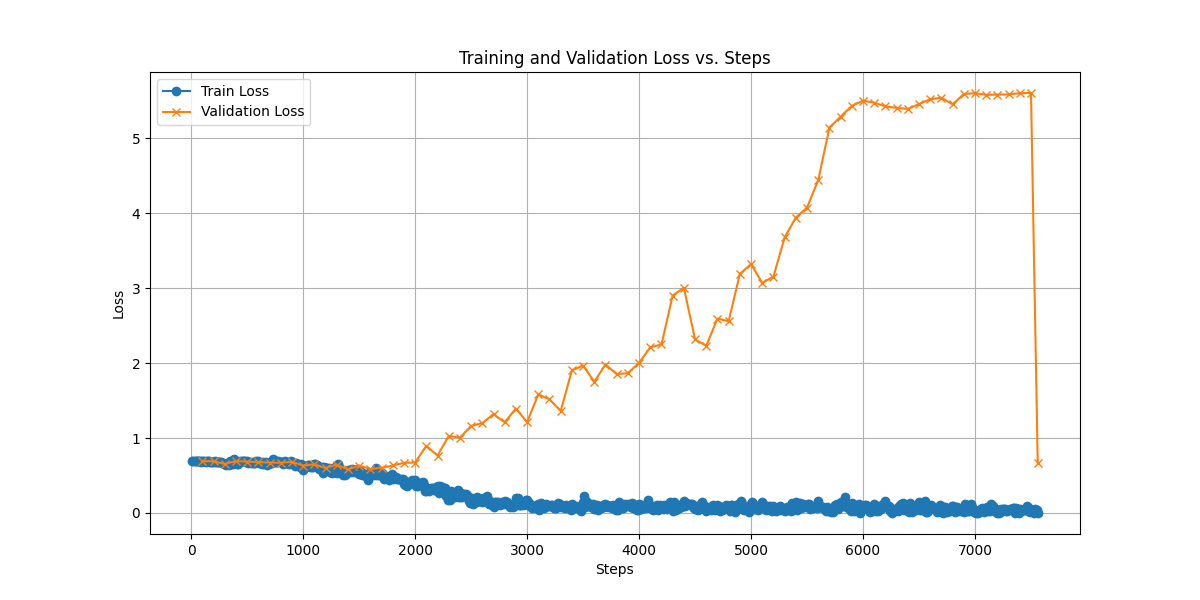 Training and Validation Loss vs. Steps
Train Loss
Validation Loss
Loss
5
4
3
2
1
0
0 1000 2000 3000 4000 5000 6000 7000
Steps